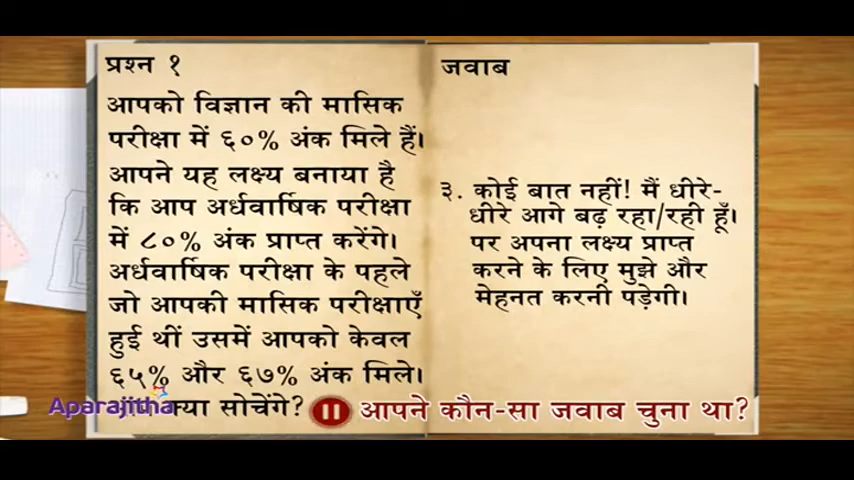 प्रश्न १
आपको विज्ञान की मासिक
परीक्षा में ६०% अंक मिले हैं।
आपने यह लक्ष्य बनाया है
कि आप अर्धवार्षिक परीक्षा
में ८०% अंक प्राप्त करेंगे।
अर्धवार्षिक परीक्षा के पहले
जो आपकी मासिक परीक्षाएँ
हुई थीं उसमें आपको केवल
६५% और ६७% अंक मिले।
क्या सोचेंगे?
Aparajitha
जवाब
३. कोई बात नहीं! मैं धीरे-
धीरे आगे बढ़ रहा/रही हूँ।
पर अपना लक्ष्य प्राप्त
करने के लिए मुझे और
मेहनत करनी पड़ेगी।
आपने कौन-सा जवाब चुना था?